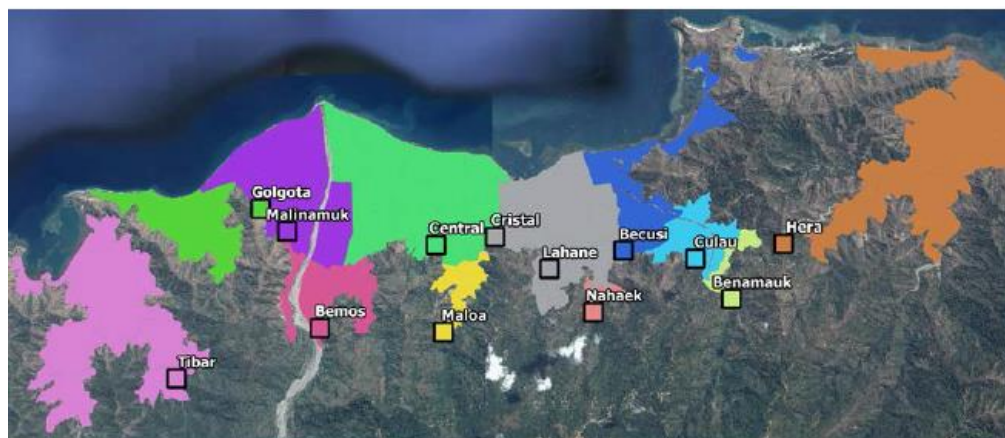 Golgota
Malinamuk
Central
Cristal
Lahane
Becusi
Culau
Hera
Benamauk
Nahaek
Bemos
Maloa
Tibar